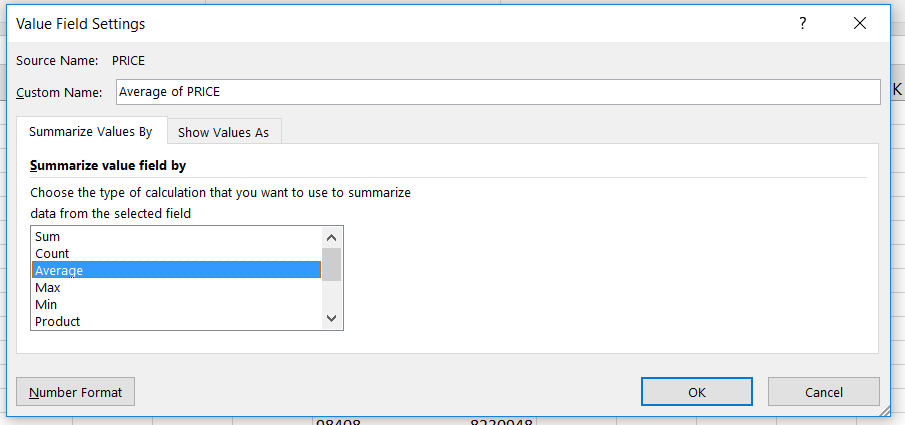 Value Field Settings ? ×
Source Name: PRICE
K
Custom Name: Average of PRICE
Summarize Values By Show Values As
Summarize value field by
Choose the type of calculation that you want to use to summarize
data from the selected field
Sum
Count
Average
Max
Min
Product
Number Format OK Cancel
98408 8220948